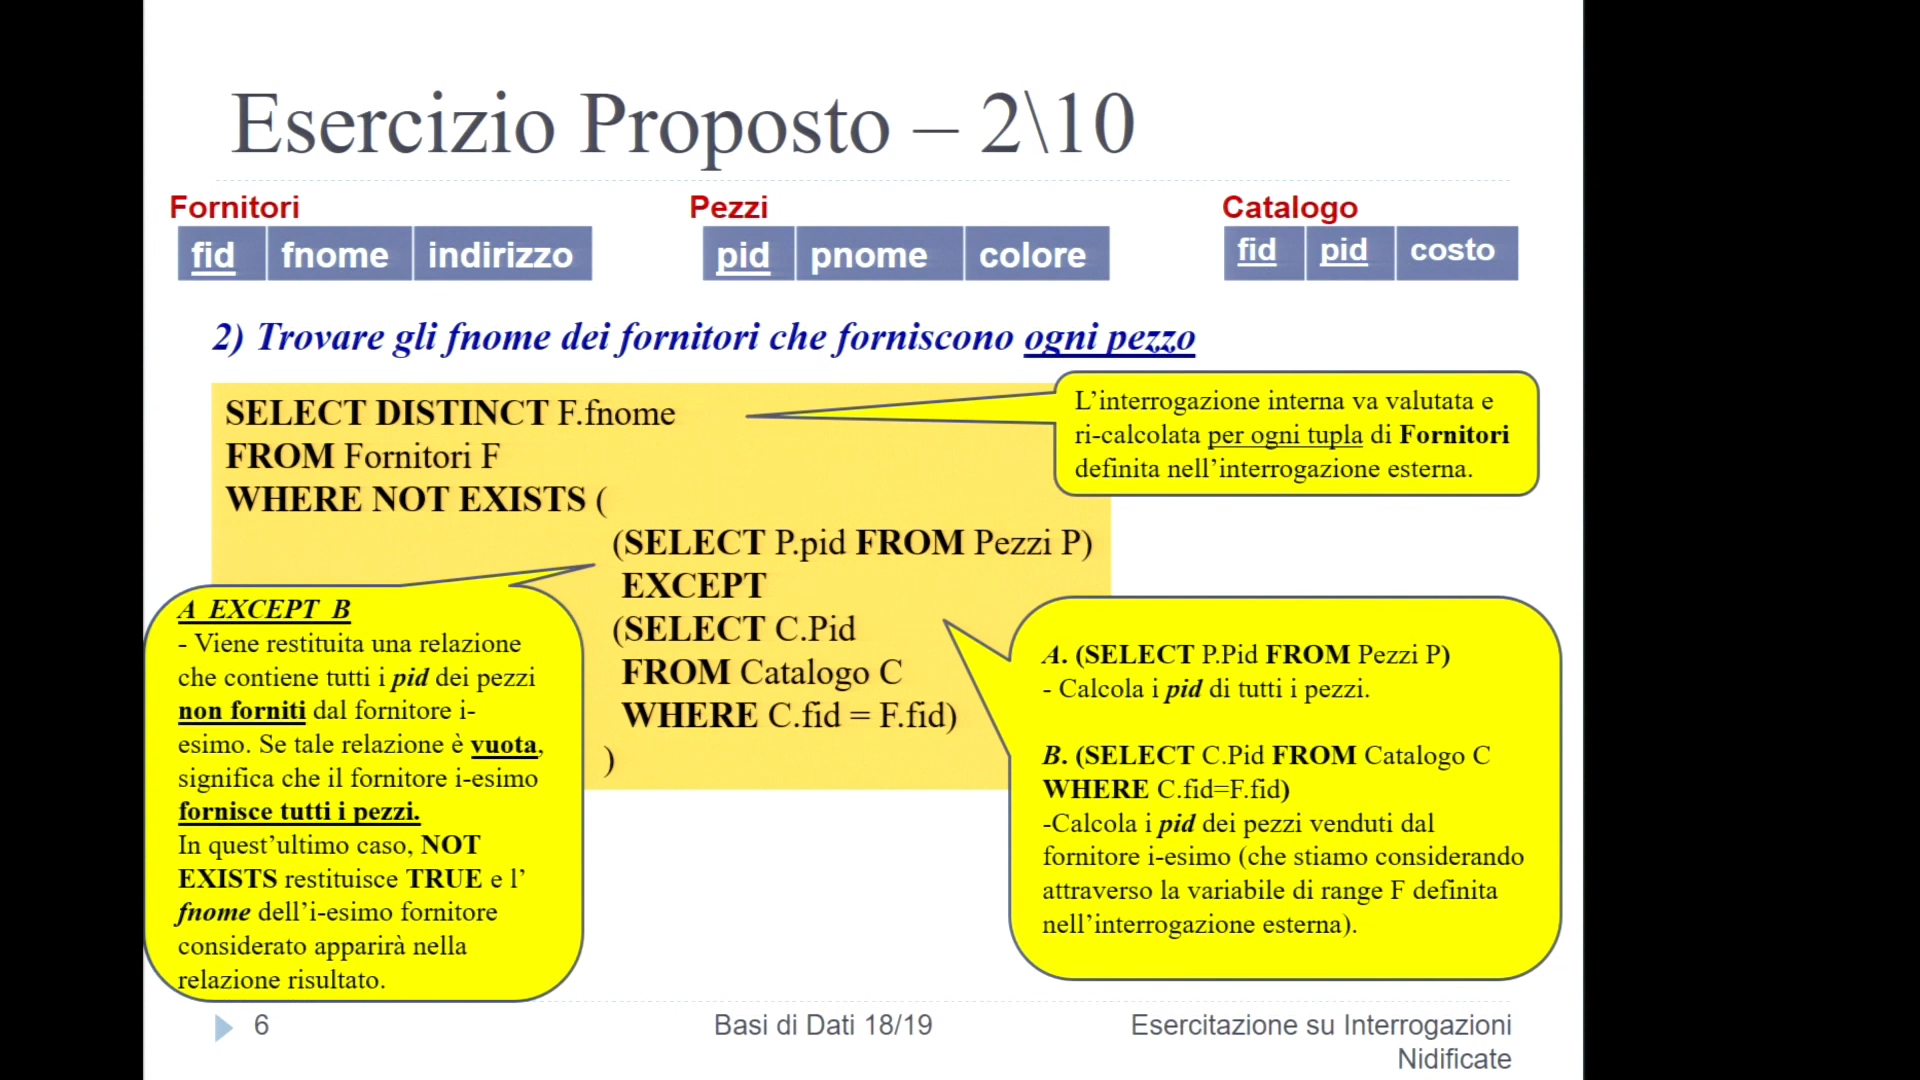 Esercizio Proposto – 2\10
Fornitori
fid fnome indirizzo
Pezzi
pid pnome colore
Catalogo
fid pid costo
2) Trovare gli fnome dei fornitori che forniscono ogni pezzo
SELECT DISTINCT F.fnome
FROM Fornitori F
WHERE NOT EXISTS (
(SELECT P.pid FROM Pezzi P)
EXCEPT
(SELECT C.Pid
FROM Catalogo C
WHERE C.fid = F.fid)
)
L’interrogazione interna va valutata e
ri-calcolata per ogni tupla di Fornitori
definita nell’interrogazione esterna.
A EXCEPT B
- Viene restituita una relazione
che contiene tutti i pid dei pezzi
non forniti dal fornitore i-
esimo. Se tale relazione è vuota,
significa che il fornitore i-esimo
fornisce tutti i pezzi.
In quest’ultimo caso, NOT
EXISTS restituisce TRUE e l’
fnome dell’i-esimo fornitore
considerato apparirà nella
relazione risultato.
A. (SELECT P.Pid FROM Pezzi P)
- Calcola i pid di tutti i pezzi.
B. (SELECT C.Pid FROM Catalogo C
WHERE C.fid=F.fid)
-Calcola i pid dei pezzi venduti dal
fornitore i-esimo (che stiamo considerando
attraverso la variabile di range F definita
nell’interrogazione esterna).
6
Basi di Dati 18/19
Esercitazione su Interrogazioni
Nidificate